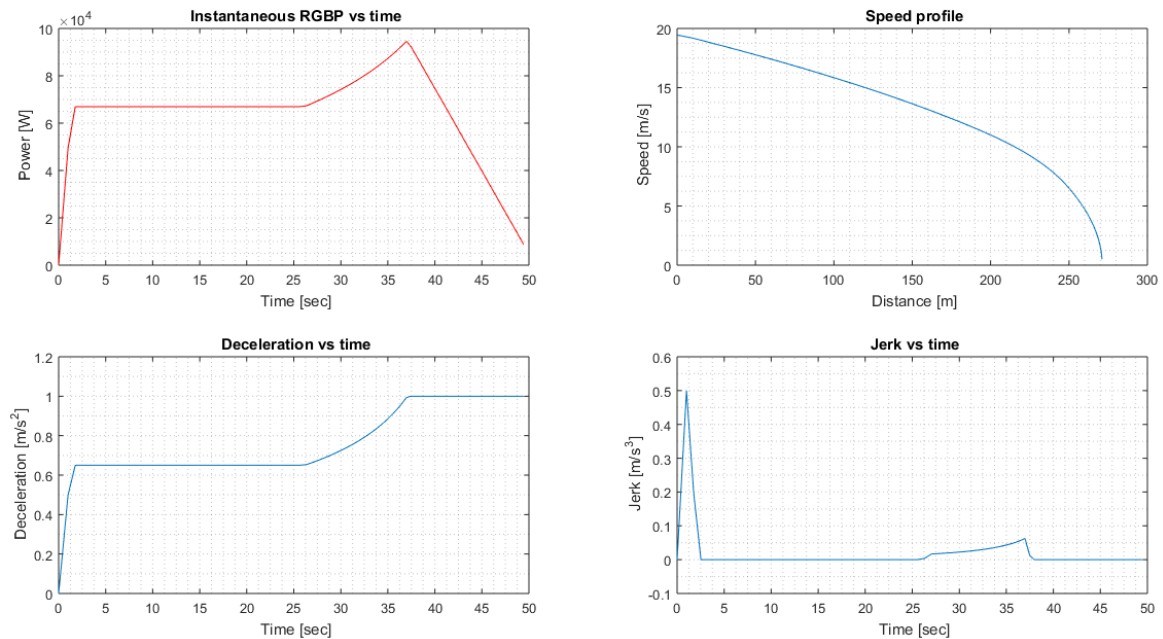 Instantaneous RGBP vs time
×10⁴
Power [W]
10
8
6
4
2
0
0 5 10 15 20 25 30 35 40 45 50
Time [sec]
Speed profile
Speed [m/s]
20
15
10
5
0
0 50 100 150 200 250 300
Distance [m]
Deceleration vs time
Deceleration [m/s²]
1.2
1
0.8
0.6
0.4
0.2
0
0 5 10 15 20 25 30 35 40 45 50
Time [sec]
Jerk vs time
Jerk [m/s³]
0.6
0.5
0.4
0.3
0.2
0.1
0
-0.1
0 5 10 15 20 25 30 35 40 45 50
Time [sec]